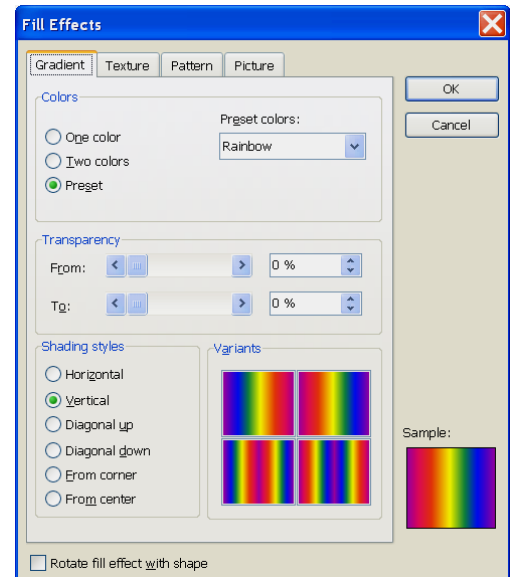 Fill Effects
Gradient Texture Pattern Picture
OK
Cancel
Colors
One color
Two colors
Preset
Preset colors:
Rainbow
Transparency
From: 0 %
To: 0 %
Shading styles
Horizontal
Vertical
Diagonal up
Diagonal down
From corner
From center
Variants
Sample:
Rotate fill effect with shape